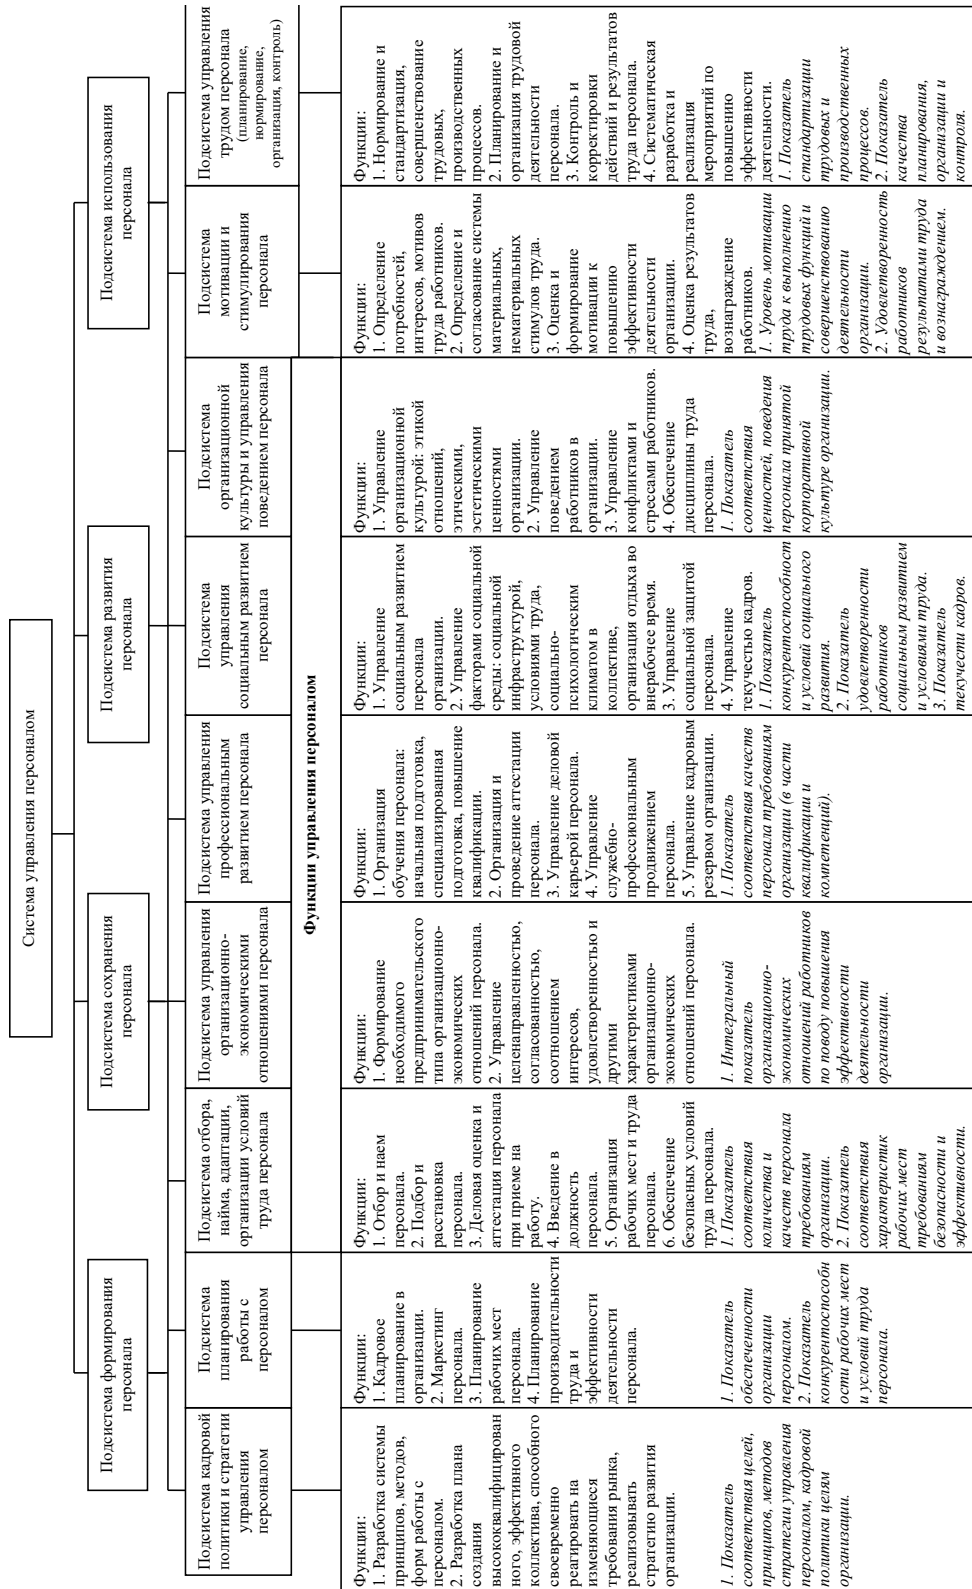 Система управления персоналом
Подсистема формирования
персонала
Подсистема сохранения
персонала
Подсистема развития
персонала
Подсистема использования
персонала
Подсистема кадровой
политики и стратегии
управления
персоналом
Подсистема
планирования
работы с
персоналом
Подсистема отбора,
найма, адаптации,
организации условий
труда персонала
Подсистема управления
организационно-
экономическими
отношениями персонала
Подсистема управления
профессиональным
развитием персонала
Подсистема
управления
социальным развитием
персонала
Подсистема
организационной
культуры и управления
поведением персонала
Подсистема
мотивации и
стимулирования
персонала
Подсистема управления
трудом персонала
(планирование,
нормирование,
организация, контроль)
Функции управления персоналом
Функции:
1. Разработка системы
принципов, методов,
форм работы с
персоналом.
2. Разработка плана
создания
высококвалифицирован
ного, эффективного
коллектива, способного
своевременно
реагировать на
изменяющиеся
требования рынка,
реализовывать
стратегию развития
организации.
1. Показатель
соответствия целей,
принципов, методов
стратегии управления
персоналом, кадровой
политики целям
организации.
Функции:
1. Кадровое
планирование в
организации.
2. Маркетинг
персонала.
3. Планирование
рабочих мест
персонала.
4. Планирование
производительности
труда и
эффективности
деятельности
персонала.
1. Показатель
обеспеченности
организации
персоналом.
2. Показатель
конкурентоспособн
ости рабочих мест
и условий труда
персонала.
Функции:
1. Отбор и наем
персонала.
2. Подбор и
расстановка
персонала.
3. Деловая оценка и
аттестация персонала
при приеме на
работу.
4. Введение в
должность
персонала.
5. Организация
рабочих мест и труда
персонала.
6. Обеспечение
безопасных условий
труда персонала.
1. Показатель
соответствия
количества и
качеств персонала
требованиям
организации.
2. Показатель
соответствия
характеристик
рабочих мест
требованиям
безопасности и
эффективности.
Функции:
1. Формирование
необходимого
предпринимательского
типа организационно-
экономических
отношений персонала.
2. Управление
целенаправленностью,
согласованностью,
соотношением
интересов,
удовлетворенностью и
другими
характеристиками
организационно-
экономических
отношений персонала.
1. Интегральный
показатель
организационно-
экономических
отношений работников
по поводу повышения
эффективности
деятельности
организации.
Функции:
1. Организация
обучения персонала:
начальная подготовка,
специализированная
подготовка, повышение
квалификации.
2. Организация и
проведение аттестации
персонала.
3. Управление деловой
карьерой персонала.
4. Управление
служебно-
профессиональным
продвижением
персонала.
5. Управление кадровым
резервом организации.
1. Показатель
соответствия качеств
персонала требованиям
организации (в части
квалификации и
компетенций).
Функции:
1. Управление
социальным развитием
персонала
организации.
2. Управление
факторами социальной
среды: социальной
инфраструктурой,
условиями труда,
социально-
психологическим
климатом в
коллективе,
организация отдыха во
внерабочее время.
3. Управление
социальной защитой
персонала.
4. Управление
текучестью кадров.
1. Показатель
конкурентоспособност
и условий социального
развития.
2. Показатель
удовлетворенности
работников
социальным развитием
и условиями труда.
3. Показатель
текучести кадров.
Функции:
1. Управление
организационной
культурой: этикой
отношений,
этическими,
эстетическими
ценностями
организации.
2. Управление
поведением
работников в
организации.
3. Управление
конфликтами и
стрессами работников.
4. Обеспечение
дисциплины труда
персонала.
1. Показатель
соответствия
ценностей, поведения
персонала принятой
корпоративной
культуре организации.
Функции:
1. Определение
потребностей,
интересов, мотивов
труда работников.
2. Определение и
согласование системы
материальных,
нематериальных
стимулов труда.
3. Оценка и
формирование
мотивации к
повышению
эффективности
деятельности
организации.
4. Оценка результатов
труда,
вознаграждение
работников.
1. Уровень мотивации
труда к выполнению
трудовых функций и
совершенствованию
деятельности
организации.
2. Удовлетворенность
работников
результатами труда
и вознаграждением.
Функции:
1. Нормирование и
стандартизация,
совершенствование
трудовых,
производственных
процессов.
2. Планирование и
организация трудовой
деятельности
персонала.
3. Контроль и
корректировки
действий и результатов
труда персонала.
4. Систематическая
разработка и
реализация
мероприятий по
повышению
эффективности
деятельности.
1. Показатель
стандартизации
трудовых и
производственных
процессов.
2. Показатель
качества
планирования,
организации и
контроля.